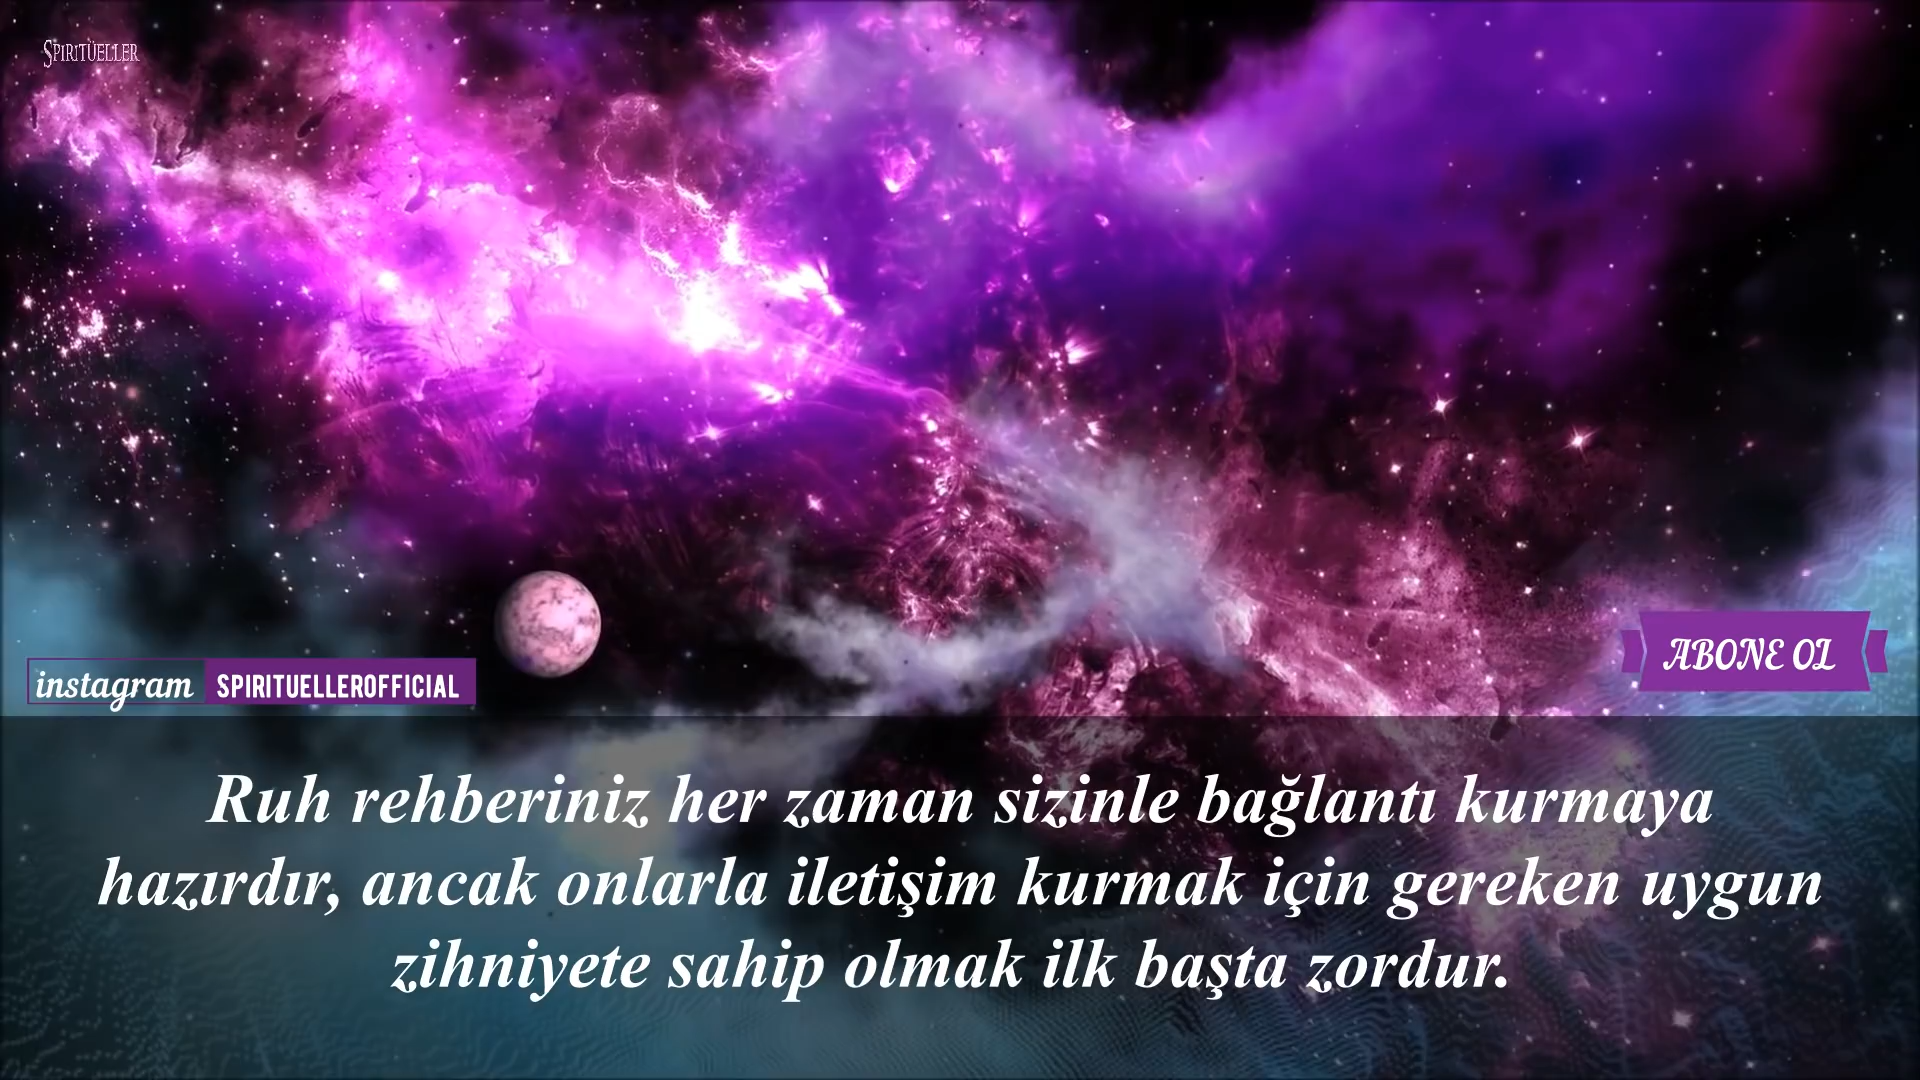 SPIRITÜELLER
instagram SPIRITUELLEROFFICIAL
ABONE OL
Ruh rehberiniz her zaman sizinle bağlantı kurmaya
hazırdır, ancak onlarla iletişim kurmak için gereken uygun
zihniyete sahip olmak ilk başta zordur.